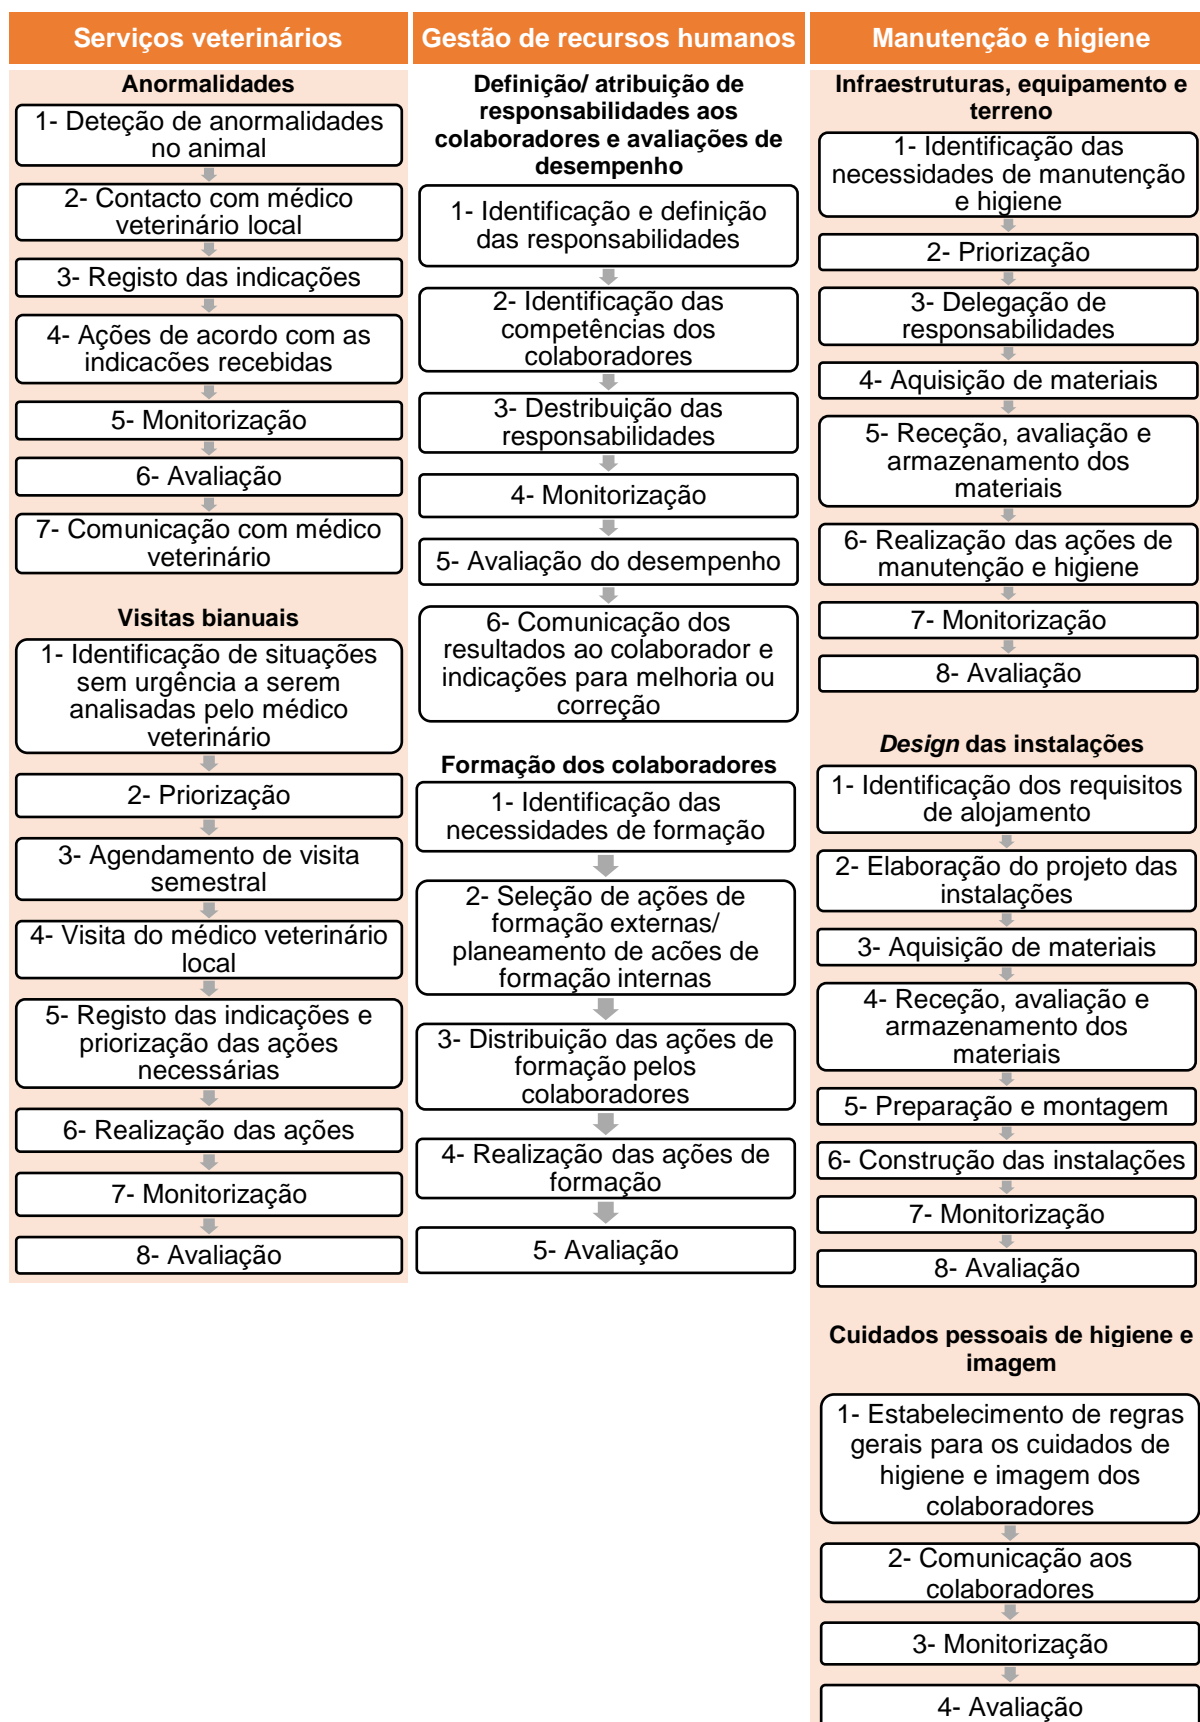 Serviços veterinários
Anormalidades
1- Deteção de anormalidades
no animal
2- Contacto com médico
veterinário local
3- Registo das indicações
4- Ações de acordo com as
indicacões recebidas
5- Monitorização
6- Avaliação
7- Comunicação com médico
veterinário
Visitas bianuais
1- Identificação de situações
sem urgência a serem
analisadas pelo médico
veterinário
2- Priorização
3- Agendamento de visita
semestral
4- Visita do médico veterinário
local
5- Registo das indicações e
priorização das ações
necessárias
6- Realização das ações
7- Monitorização
8- Avaliação
Gestão de recursos humanos
Definição/ atribuição de
responsabilidades aos
colaboradores e avaliações de
desempenho
1- Identificação e definição
das responsabilidades
2- Identificação das
competências dos
colaboradores
3- Destribuição das
responsabilidades
4- Monitorização
5- Avaliação do desempenho
6- Comunicação dos
resultados ao colaborador e
indicações para melhoria ou
correção
Formação dos colaboradores
1- Identificação das
necessidades de formação
2- Seleção de ações de
formação externas/
planeamento de acões de
formação internas
3- Distribuição das ações de
formação pelos
colaboradores
4- Realização das ações de
formação
5- Avaliação
Manutenção e higiene
Infraestruturas, equipamento e
terreno
1- Identificação das
necessidades de manutenção
e higiene
2- Priorização
3- Delegação de
responsabilidades
4- Aquisição de materiais
5- Receção, avaliação e
armazenamento dos
materiais
6- Realização das ações de
manutenção e higiene
7- Monitorização
8- Avaliação
Design das instalações
1- Identificação dos requisitos
de alojamento
2- Elaboração do projeto das
instalações
3- Aquisição de materiais
4- Receção, avaliação e
armazenamento dos
materiais
5- Preparação e montagem
6- Construção das instalações
7- Monitorização
8- Avaliação
Cuidados pessoais de higiene e
imagem
1- Estabelecimento de regras
gerais para os cuidados de
higiene e imagem dos
colaboradores
2- Comunicação aos
colaboradores
3- Monitorização
4- Avaliação